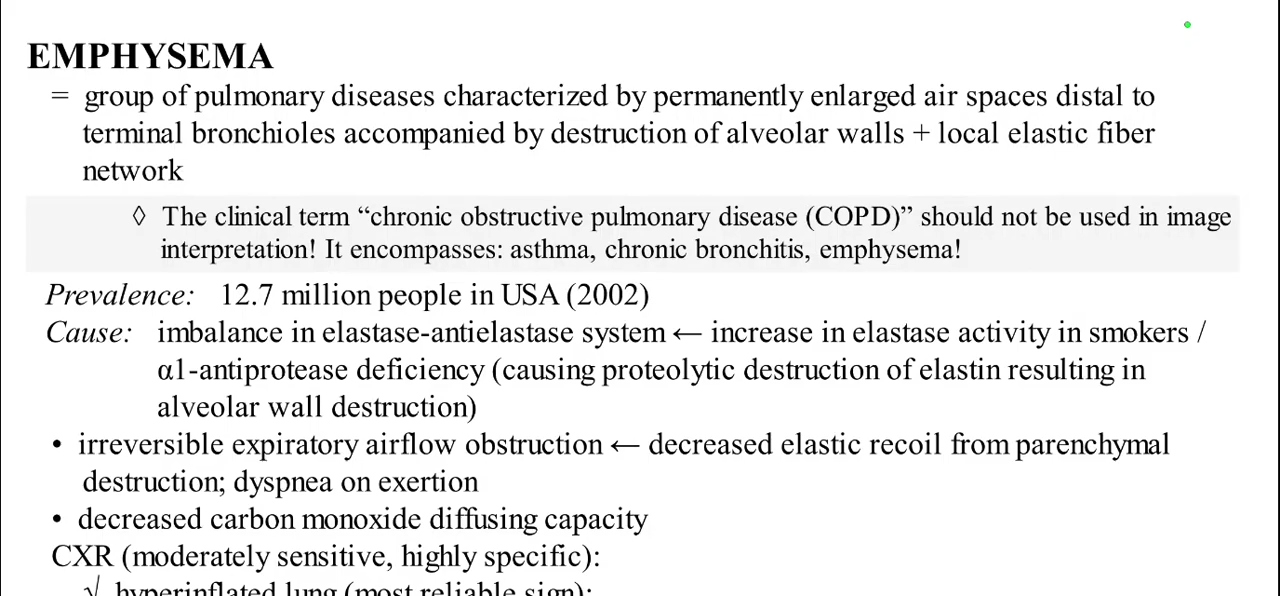 EMPHYSEMA
= group of pulmonary diseases characterized by permanently enlarged air spaces distal to
terminal bronchioles accompanied by destruction of alveolar walls + local elastic fiber
network
◊ The clinical term “chronic obstructive pulmonary disease (COPD)” should not be used in image
interpretation! It encompasses: asthma, chronic bronchitis, emphysema!
Prevalence: 12.7 million people in USA (2002)
Cause: imbalance in elastase-antielastase system ← increase in elastase activity in smokers /
α1-antiprotease deficiency (causing proteolytic destruction of elastin resulting in
alveolar wall destruction)
• irreversible expiratory airflow obstruction ← decreased elastic recoil from parenchymal
destruction; dyspnea on exertion
• decreased carbon monoxide diffusing capacity
CXR (moderately sensitive, highly specific):
√ hyperinflated lung (most reliable sign):